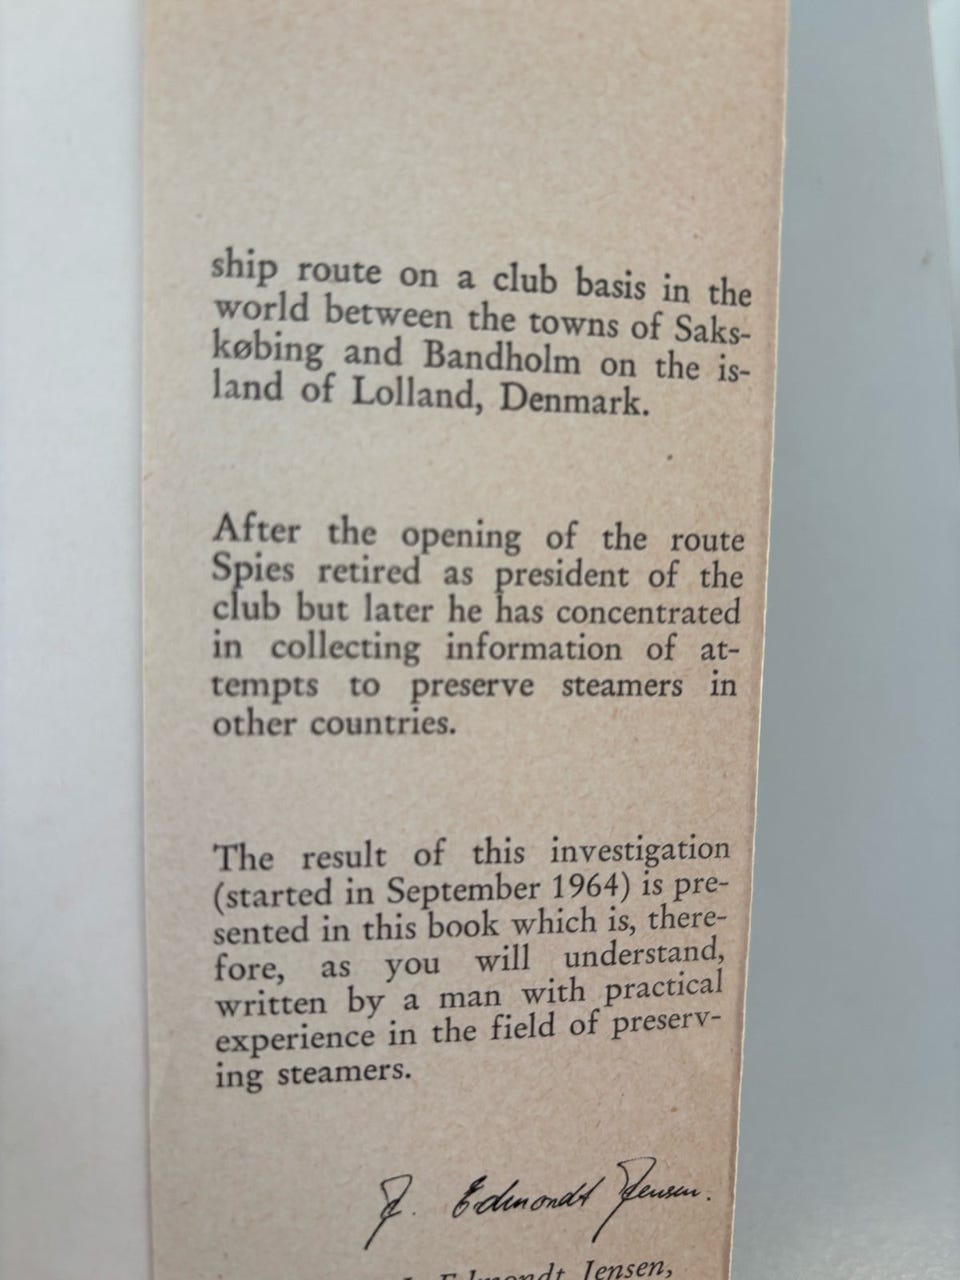 ship route on a club basis in the
world between the towns of Saks-
købing and Bandholm on the is-
land of Lolland, Denmark.
After the opening of the route
Spies retired as president of the
club but later he has concentrated
in collecting information of at-
tempts to preserve steamers in
other countries.
The result of this investigation
(started in September 1964) is pre-
sented in this book which is, there-
fore, as you will understand,
written by a man with practical
experience in the field of preserv-
ing steamers.
J. Edmondt Jensen.
J. Edmondt Jensen,